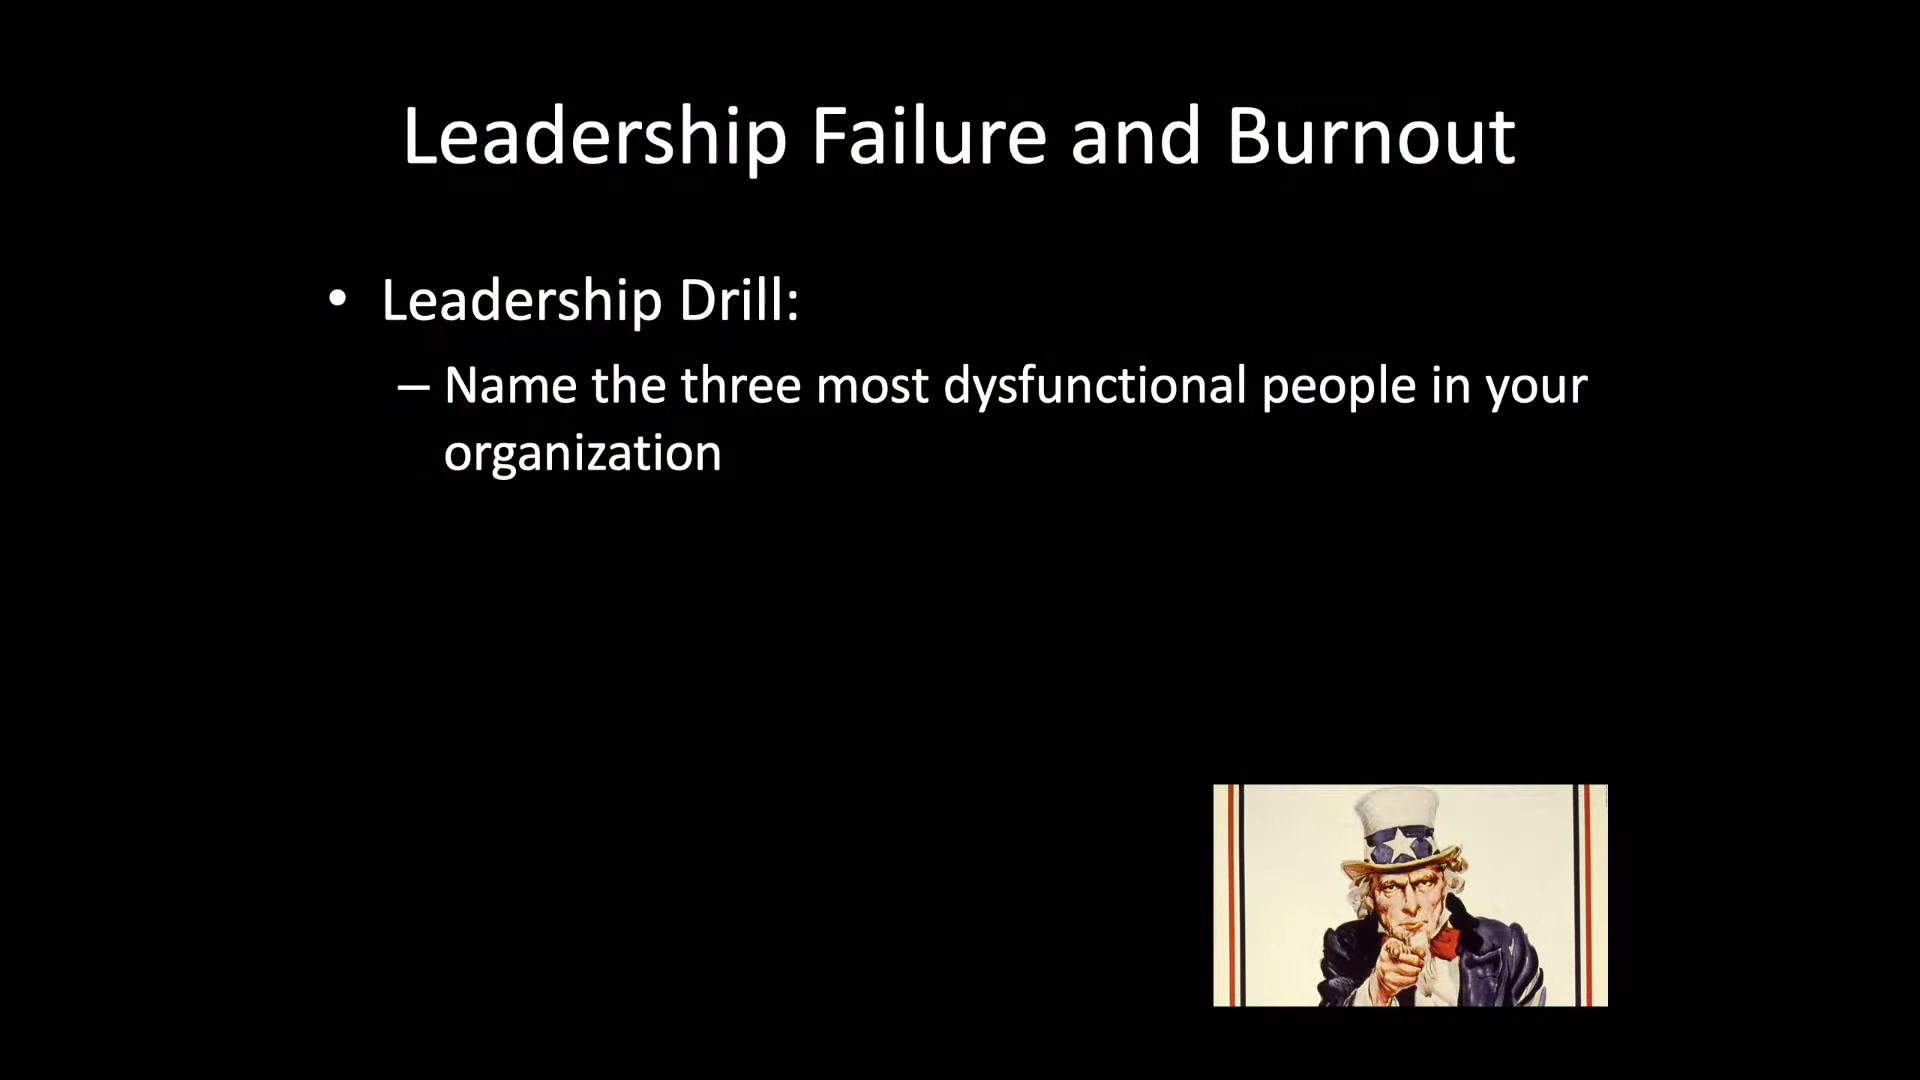 Leadership Failure and Burnout
• Leadership Drill:
– Name the three most dysfunctional people in your
organization